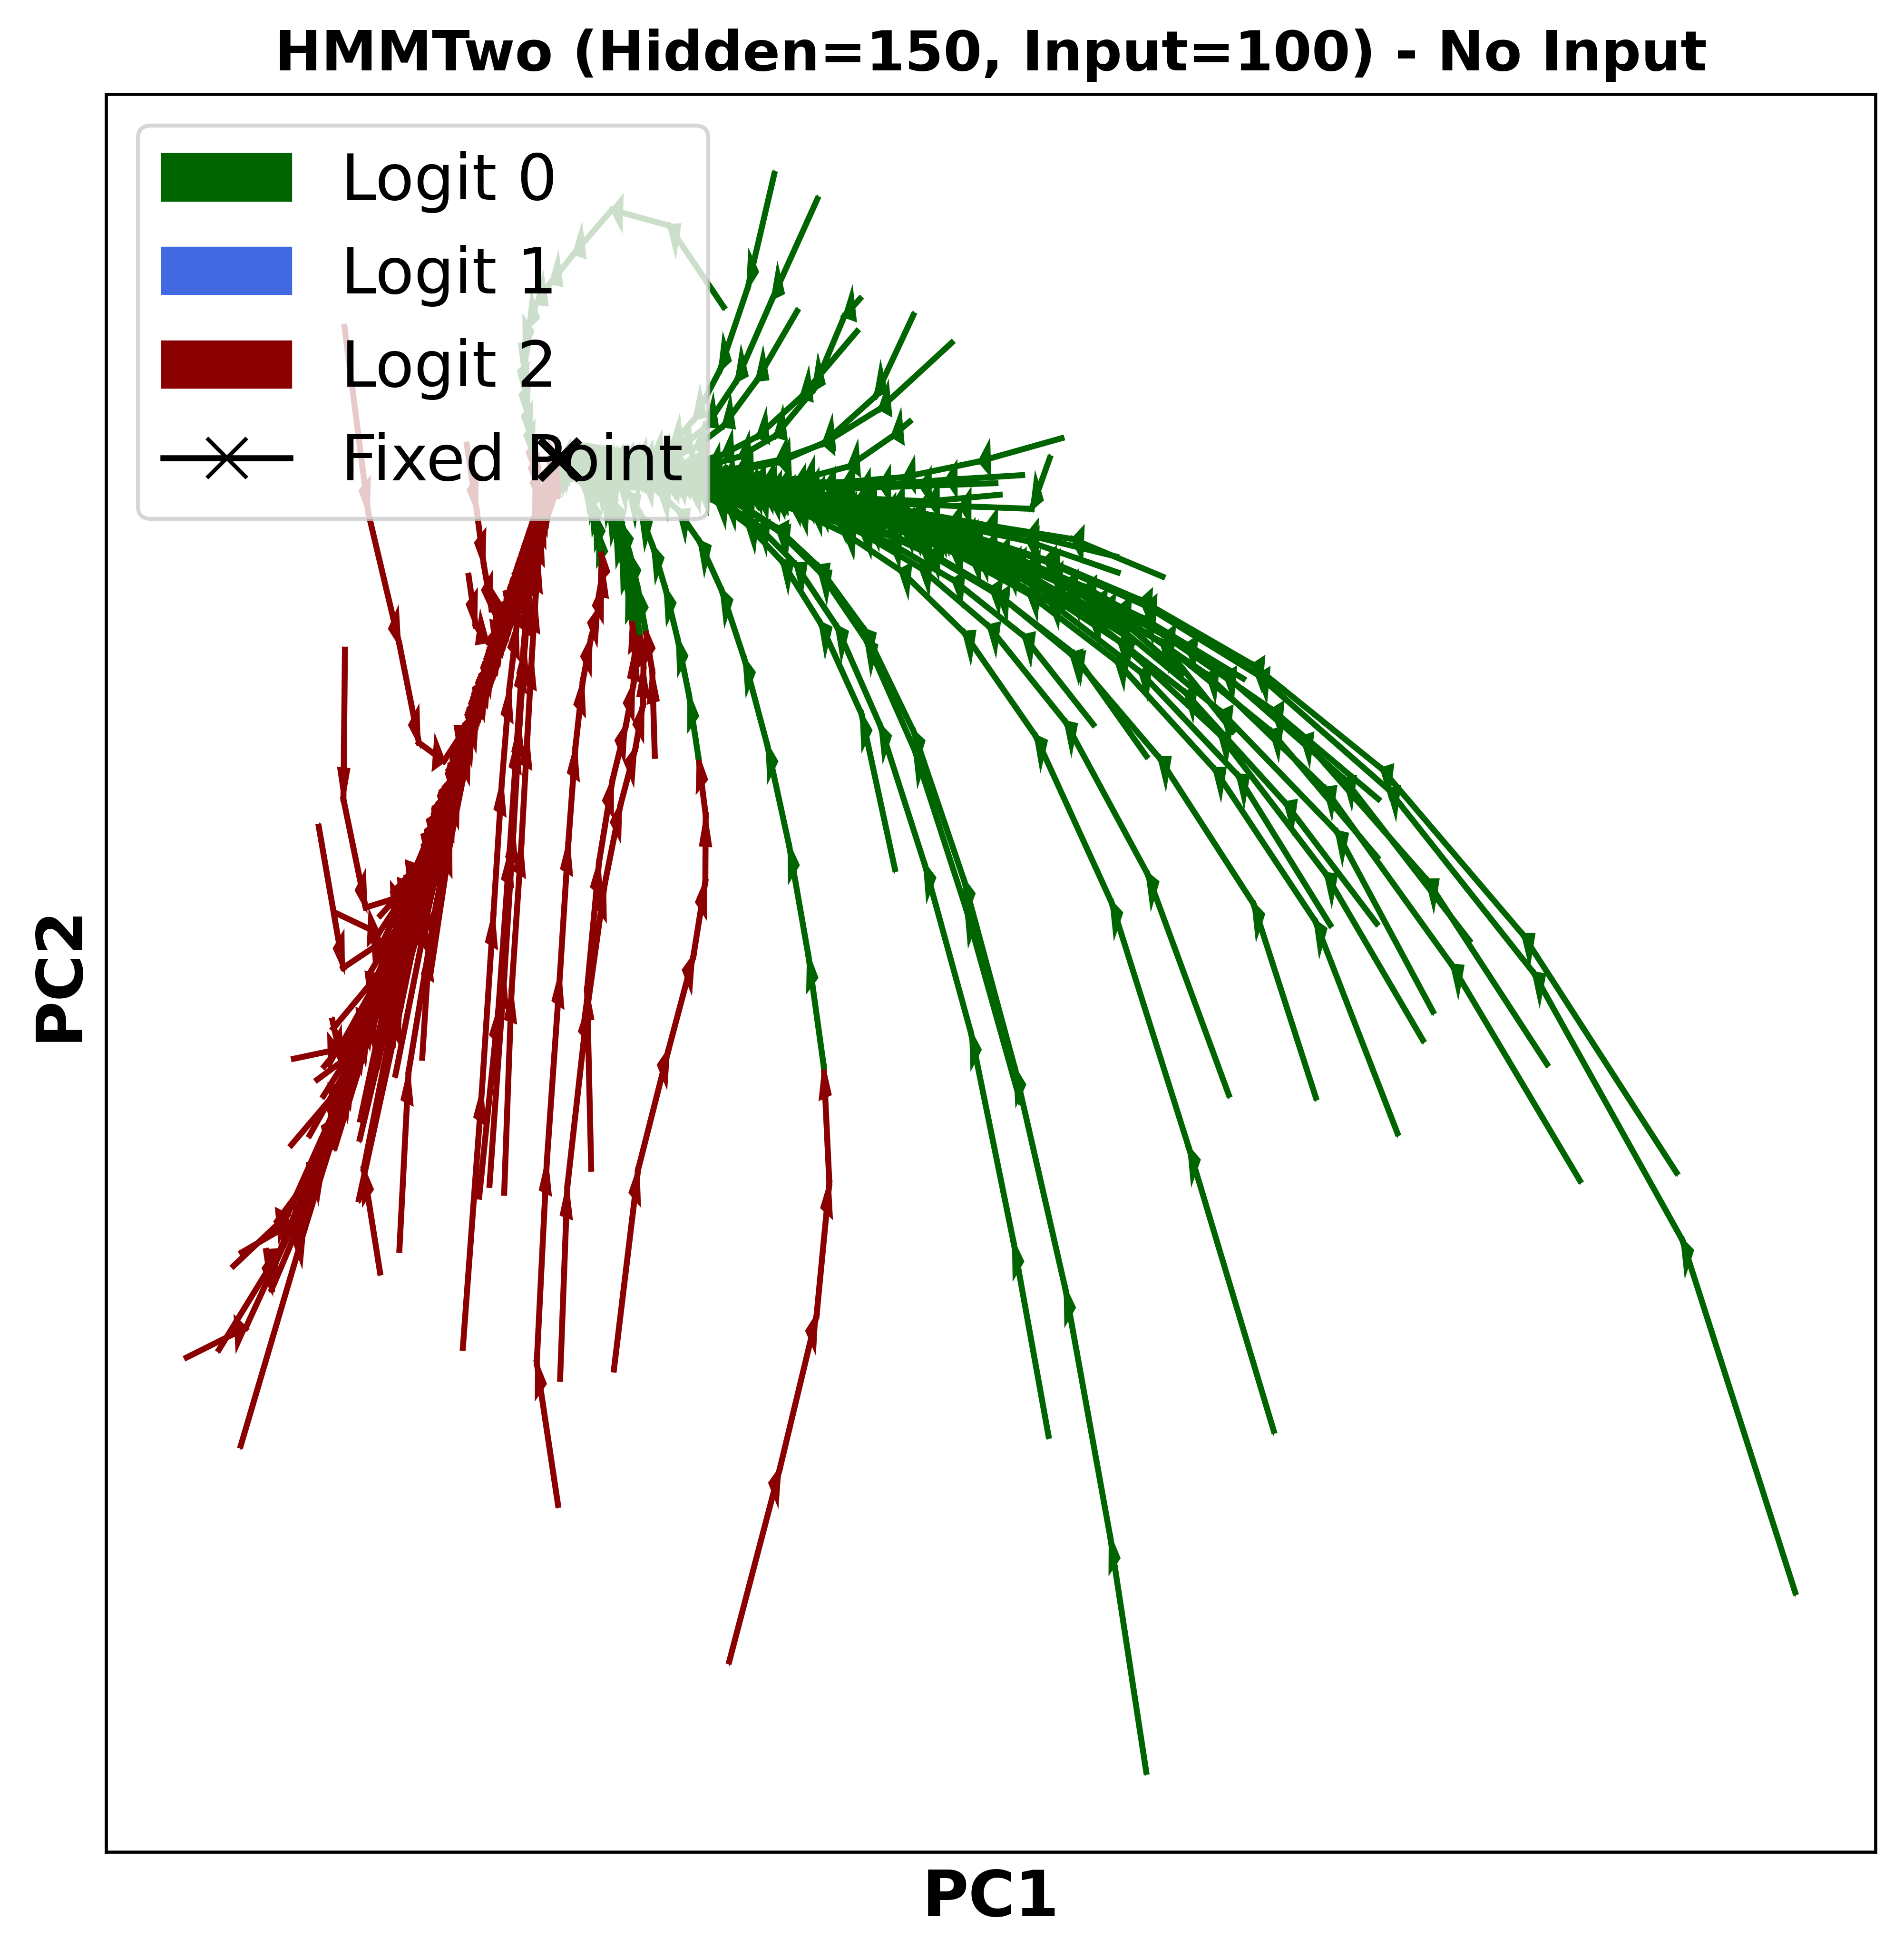 HMMTwo (Hidden=150, Input=100) - No Input
Logit 0
Logit 1
Logit 2
Fixed Point
PC2
PC1